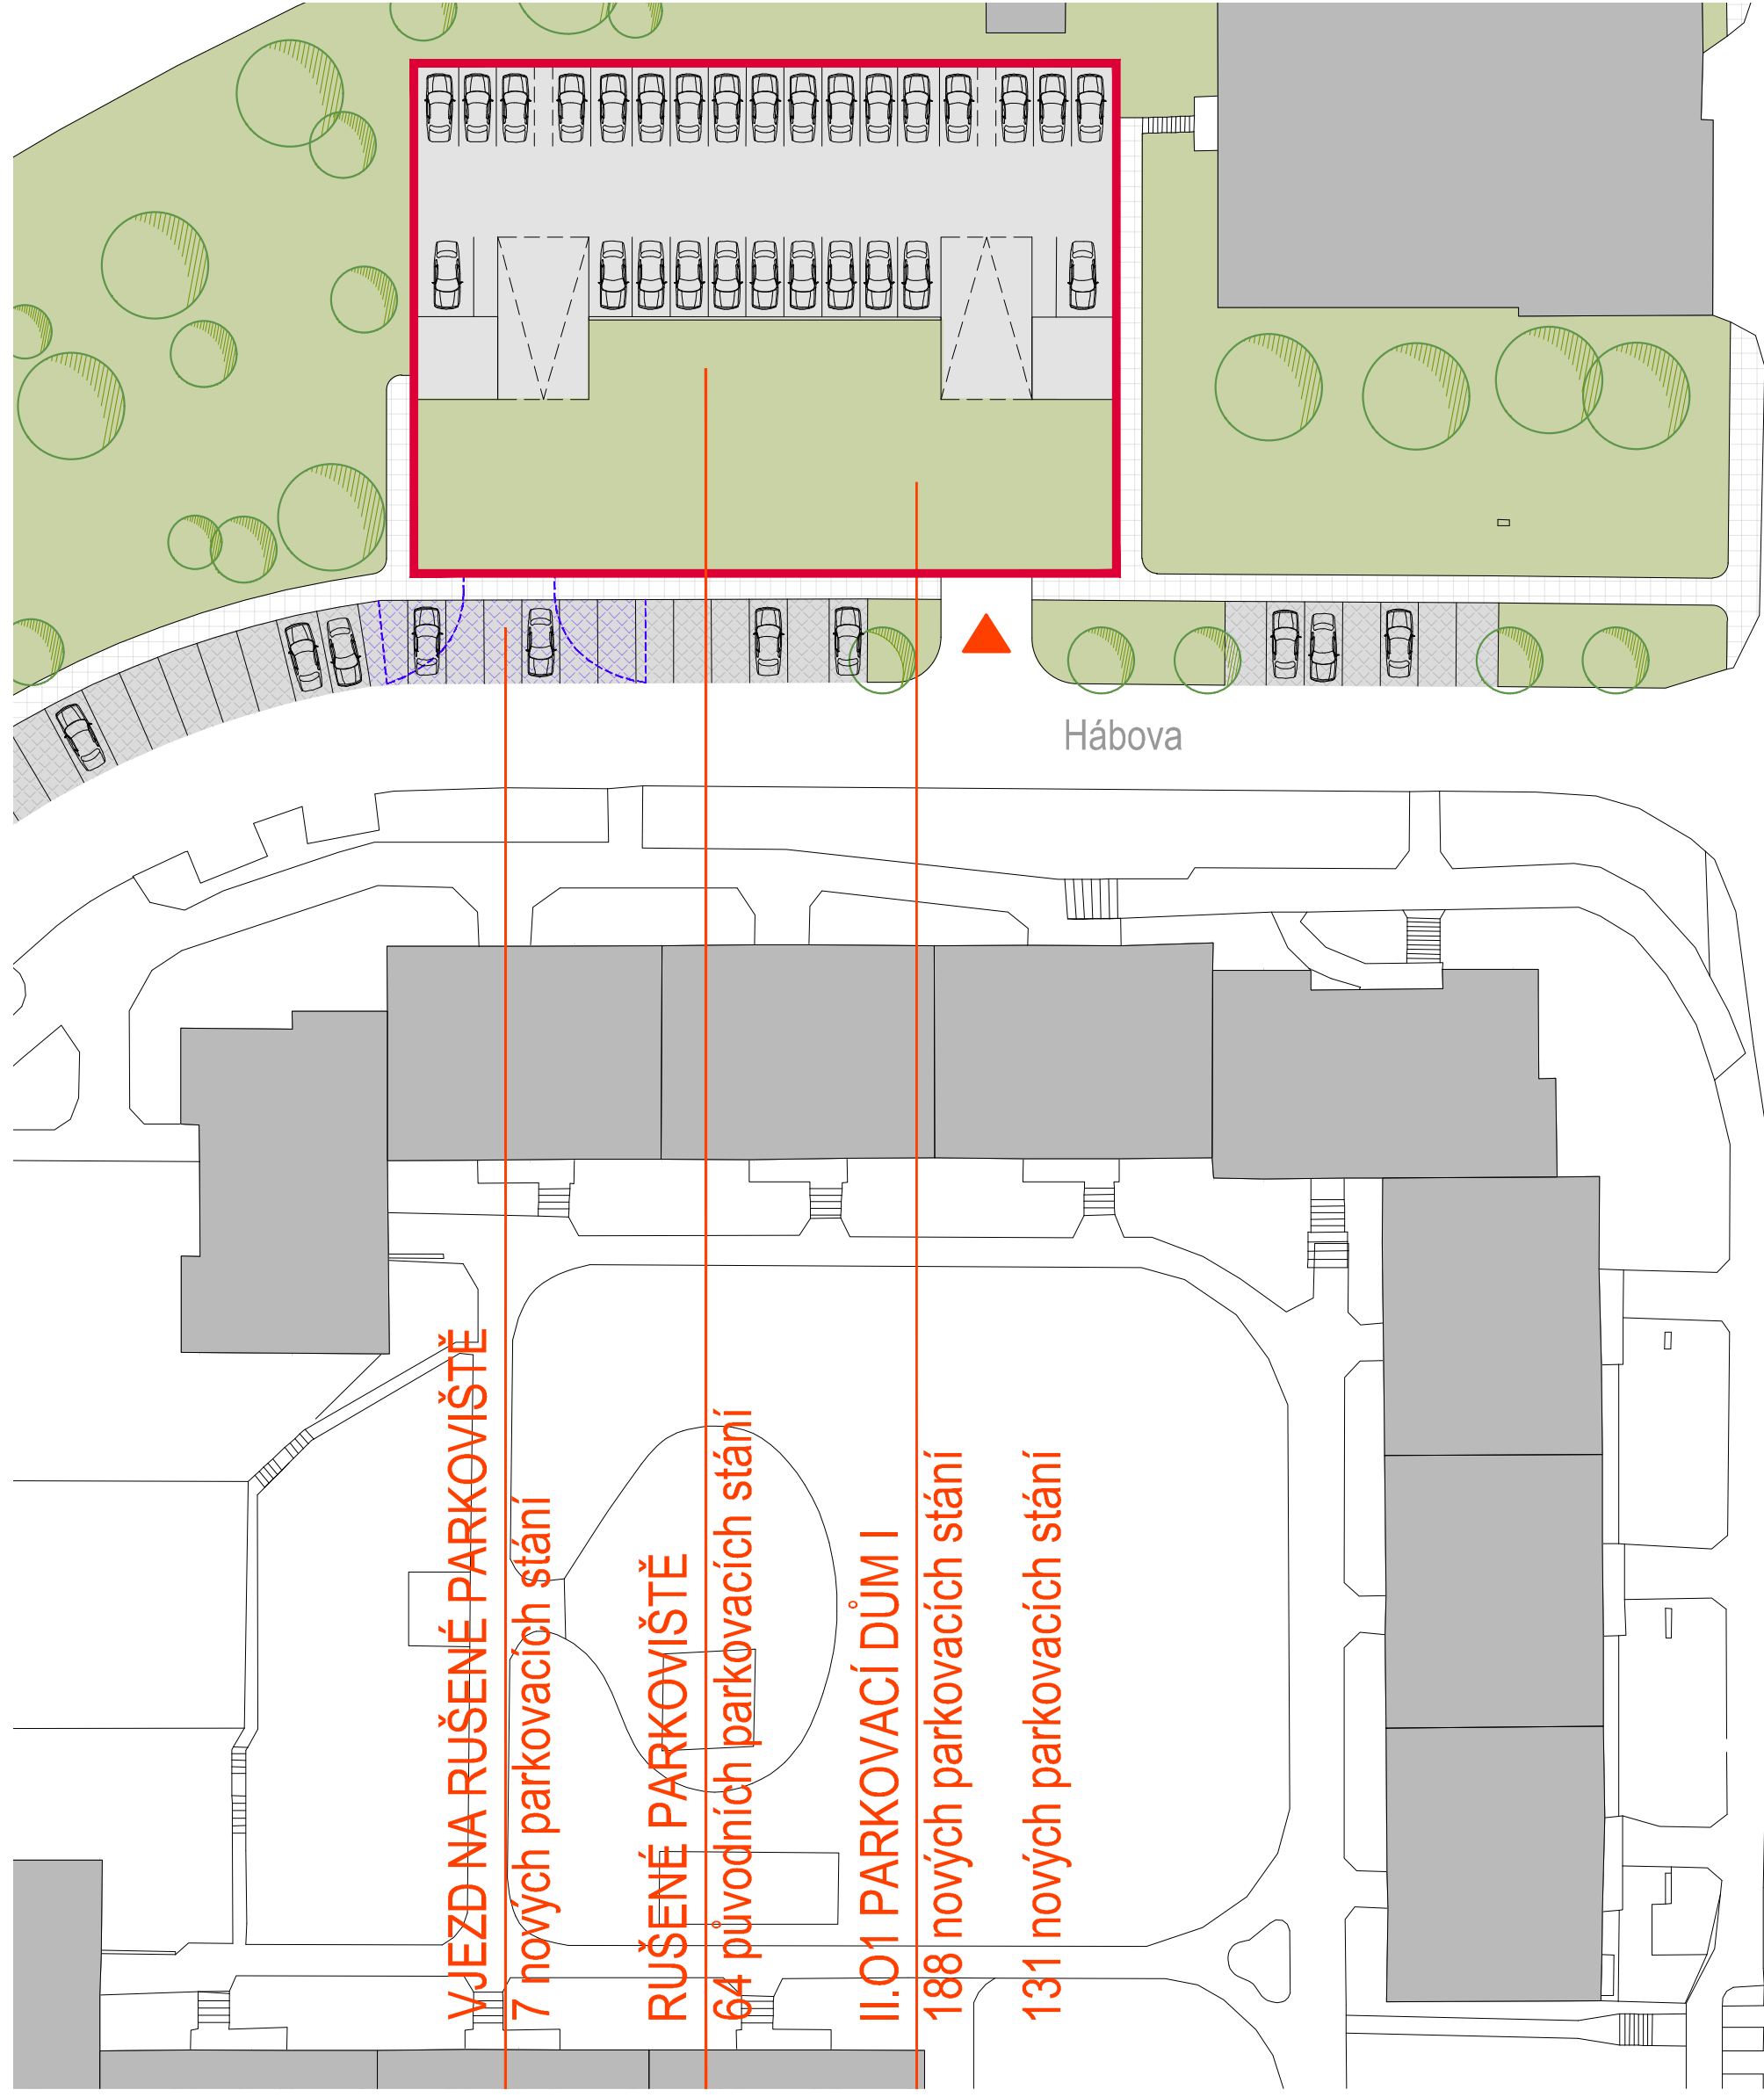 Hábova
VJEZD NA RUŠENÉ PARKOVIŠTĚ
7 nových parkovacích stání
RUŠENÉ PARKOVIŠTĚ
64 původních parkovacích stání
II.O1 PARKOVACÍ DŮM I
188 nových parkovacích stání
131 nových parkovacích stání